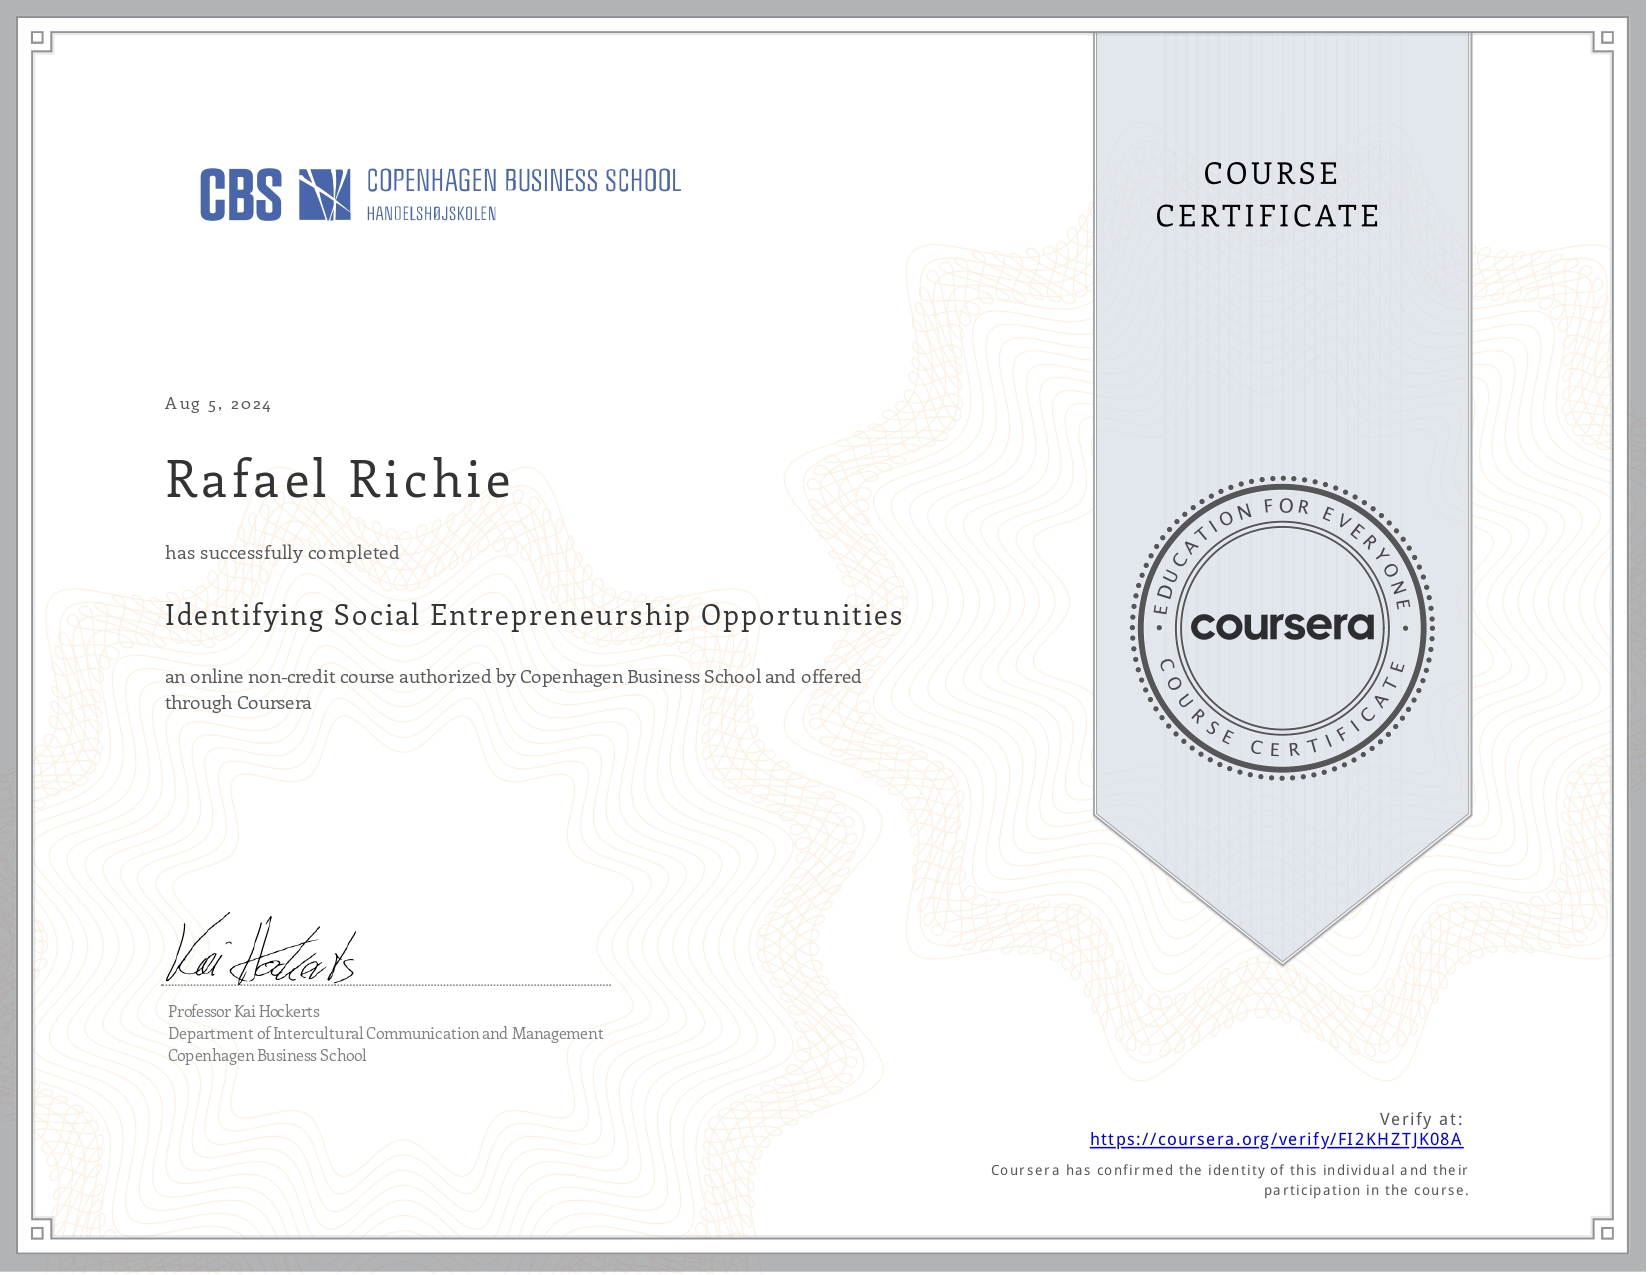 CBS COPENHAGEN BUSINESS SCHOOL
HANDELSHØJSKOLEN
COURSE
CERTIFICATE
Aug 5, 2024
Rafael Richie
has successfully completed
Identifying Social Entrepreneurship Opportunities
an online non-credit course authorized by Copenhagen Business School and offered
through Coursera
EDUCATION FOR EVERYONE
coursera
COURSE CERTIFICATE
Kai Hockerts
Professor Kai Hockerts
Department of Intercultural Communication and Management
Copenhagen Business School
Verify at:
https://coursera.org/verify/FI2KHZTJK08A
Coursera has confirmed the identity of this individual and their
participation in the course.